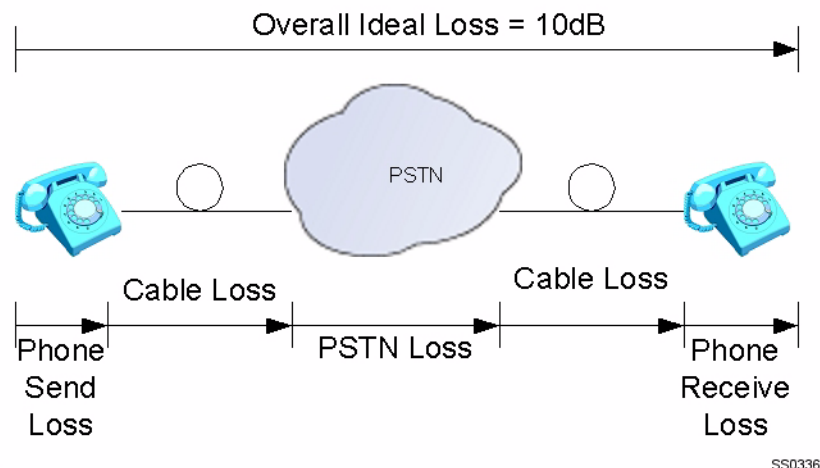 Overall Ideal Loss = 10dB
PSTN
Cable Loss
Cable Loss
Phone
Send
Loss
PSTN Loss
Phone
Receive
Loss
SS0336